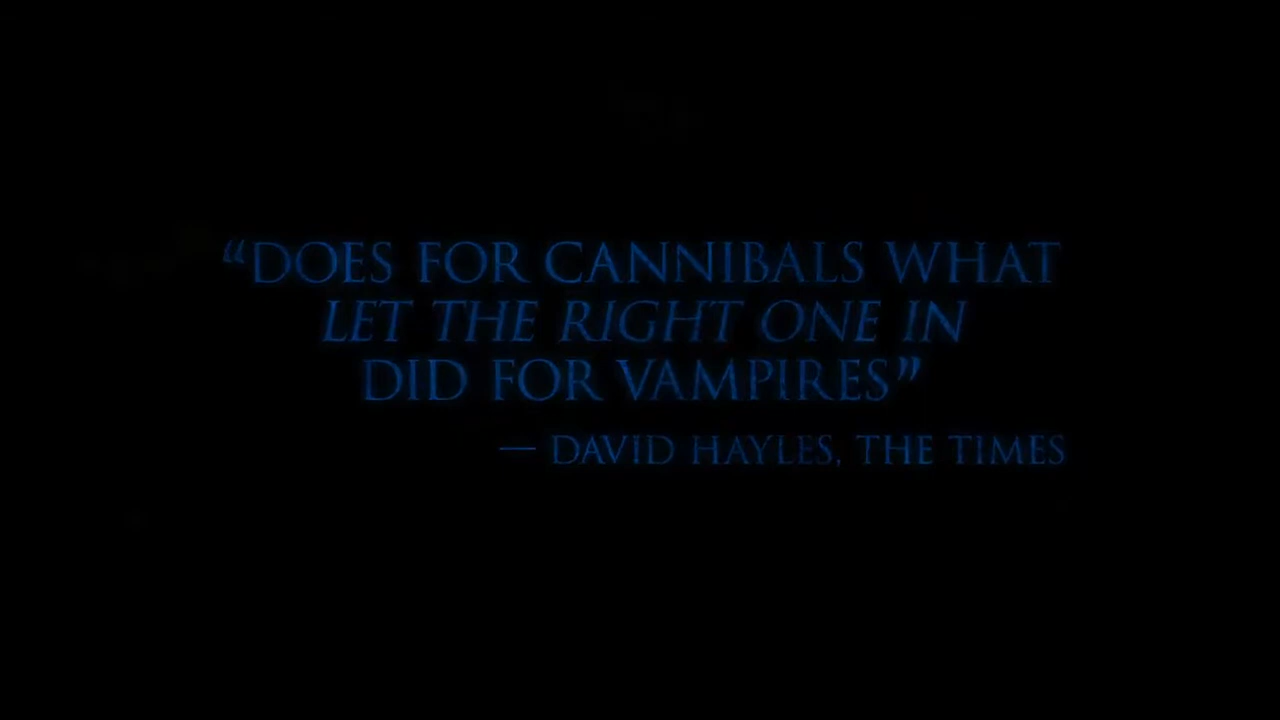 “DOES FOR CANNIBALS WHAT
LET THE RIGHT ONE IN
DID FOR VAMPIRES”
— DAVID HAYLES, THE TIMES